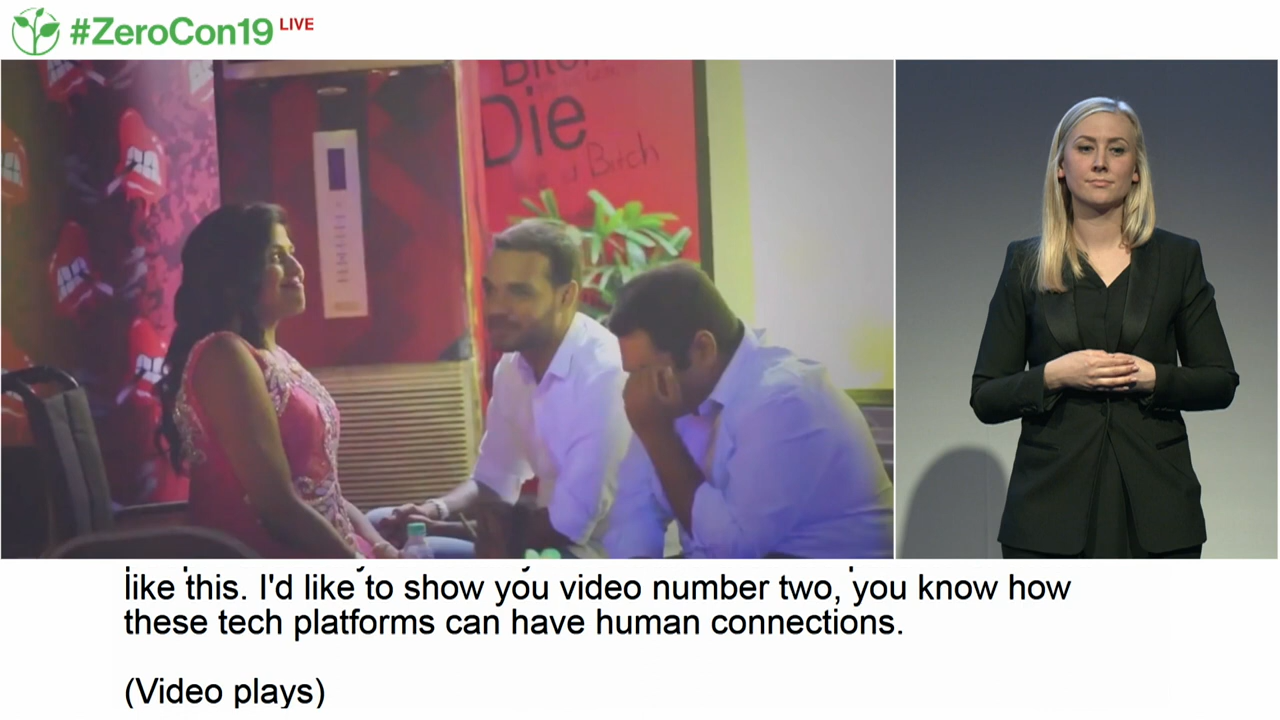 #ZeroCon19 LIVE
Die
Bitch
like this. I'd like to show you video number two, you know how
these tech platforms can have human connections.
(Video plays)